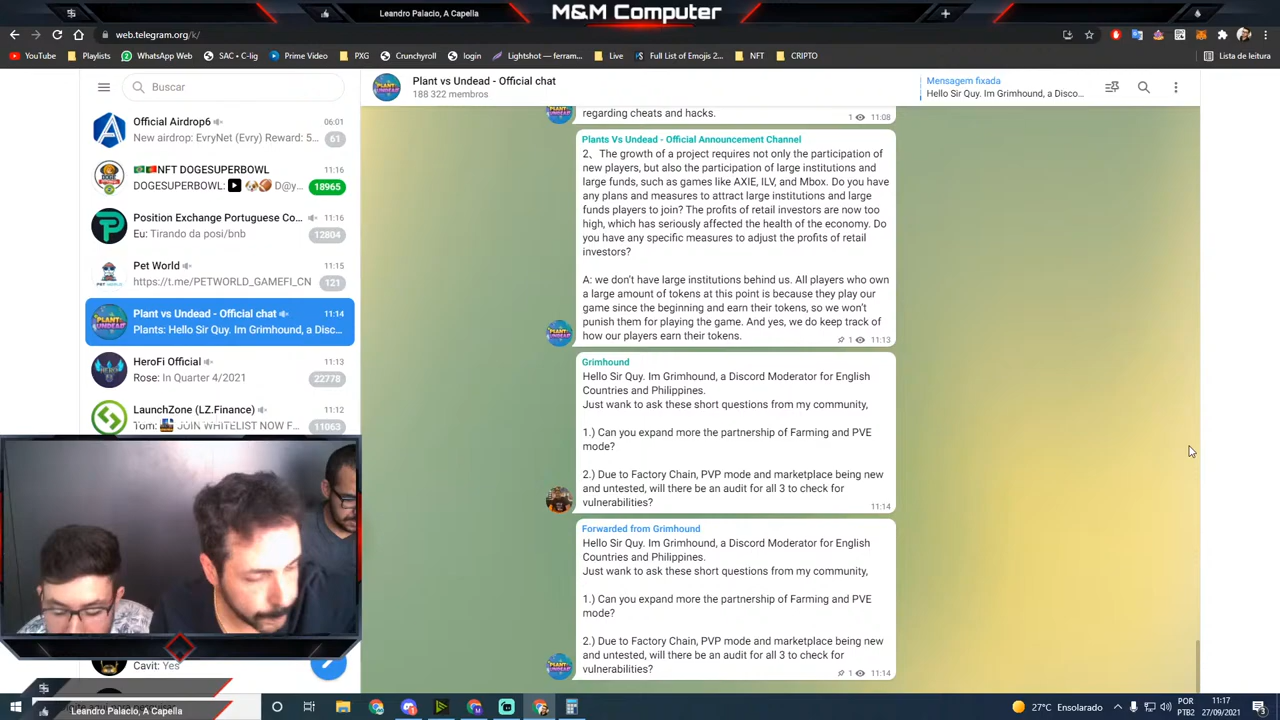 Leandro Palacio, A Capella
M&M Computer
web.telegram.org/k/
YouTube
Playlists
WhatsApp Web
SAC • C-lig
Prime Video
PXG
Crunchyroll
login
Lightshot — ferram...
Live
Full List of Emojis 2...
NFT
CRIPTO
Lista de leitura
Buscar
Plant vs Undead - Official chat
188 322 membros
Mensagem fixada
Hello Sir Quy. Im Grimhound, a Disco...
Official Airdrop6
06:01
New airdrop: EvryNet (Evry) Reward: 5...
61
NFT DOGESUPERBOWL
11:16
DOGESUPERBOWL: D@y...
18965
Position Exchange Portuguese Co...
11:16
Eu: Tirando da posi/bnb
12804
Pet World
11:15
https://t.me/PETWORLD_GAMEFI_CN
121
Plant vs Undead - Official chat
11:14
Plants: Hello Sir Quy. Im Grimhound, a Disc...
HeroFi Official
11:13
Rose: In Quarter 4/2021
22778
LaunchZone (LZ.Finance)
11:12
Tom: JOIN WHITELIST NOW F...
11063
Cavit: Yes
regarding cheats and hacks.
1 11:08
Plants Vs Undead - Official Announcement Channel
2、The growth of a project requires not only the participation of
new players, but also the participation of large institutions and
large funds, such as games like AXIE, ILV, and Mbox. Do you have
any plans and measures to attract large institutions and large
funds players to join? The profits of retail investors are now too
high, which has seriously affected the health of the economy. Do
you have any specific measures to adjust the profits of retail
investors?
A: we don't have large institutions behind us. All players who own
a large amount of tokens at this point is because they play our
game since the beginning and earn their tokens, so we won't
punish them for playing the game. And yes, we do keep track of
how our players earn their tokens.
1 11:13
Grimhound
Hello Sir Quy. Im Grimhound, a Discord Moderator for English
Countries and Philippines.
Just wank to ask these short questions from my community,
1.) Can you expand more the partnership of Farming and PVE
mode?
2.) Due to Factory Chain, PVP mode and marketplace being new
and untested, will there be an audit for all 3 to check for
vulnerabilities?
11:14
Forwarded from Grimhound
Hello Sir Quy. Im Grimhound, a Discord Moderator for English
Countries and Philippines.
Just wank to ask these short questions from my community,
1.) Can you expand more the partnership of Farming and PVE
mode?
2.) Due to Factory Chain, PVP mode and marketplace being new
and untested, will there be an audit for all 3 to check for
vulnerabilities?
1 11:14
Leandro Palacio, A Capella
27°C Ensolarado
POR
PTB2
11:17
27/09/2021